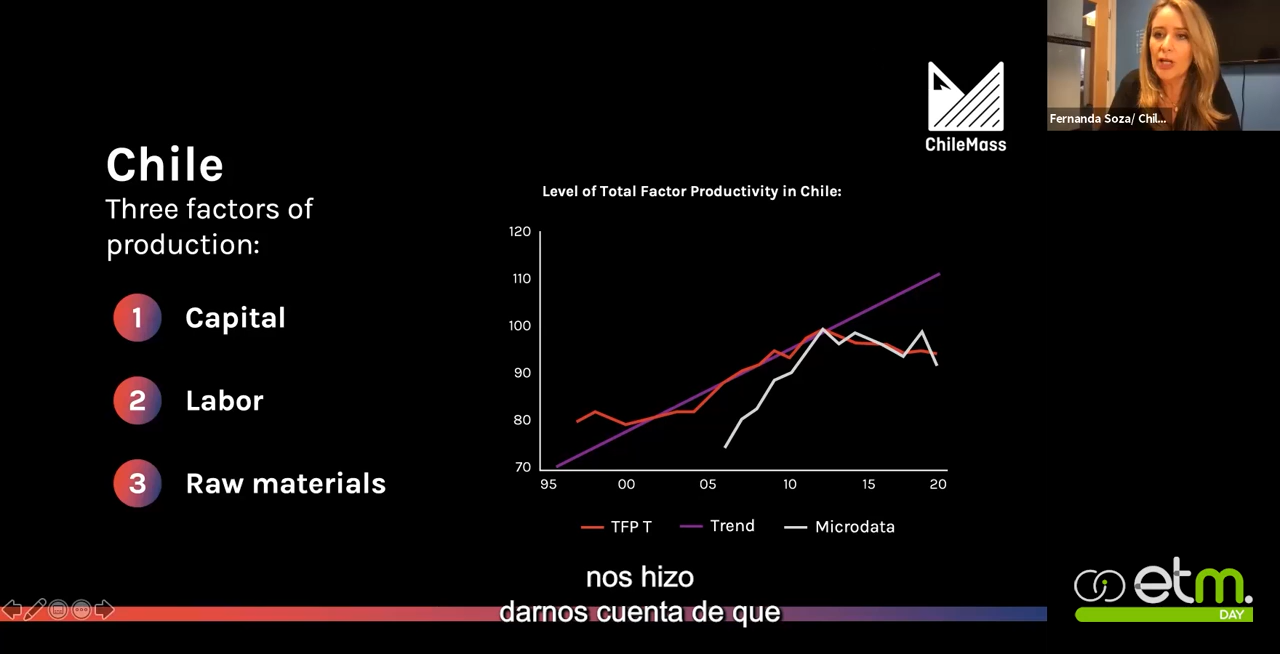 Fernanda Soza/ Chil...
ChileMass
Chile
Three factors of
production:
1 Capital
2 Labor
3 Raw materials
Level of Total Factor Productivity in Chile:
120
110
100
90
80
70
95 00 05 10 15 20
TFP T Trend Microdata
nos hizo
darnos cuenta de que
etm.
DAY